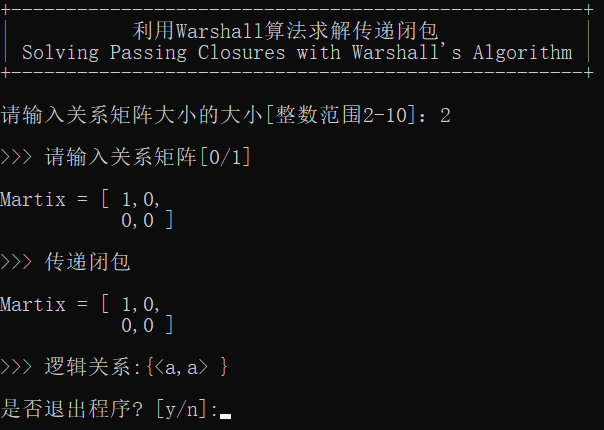 +----------------------------------------------------+
| 利用Warshall算法求解传递闭包 |
| Solving Passing Closures with Warshall's Algorithm |
+----------------------------------------------------+
请输入关系矩阵大小的大小[整数范围2-10]: 2
>>> 请输入关系矩阵[0/1]
Martix = [ 1,0,
0,0 ]
>>> 传递闭包
Martix = [ 1,0,
0,0 ]
>>> 逻辑关系:{<a,a> }
是否退出程序? [y/n]: